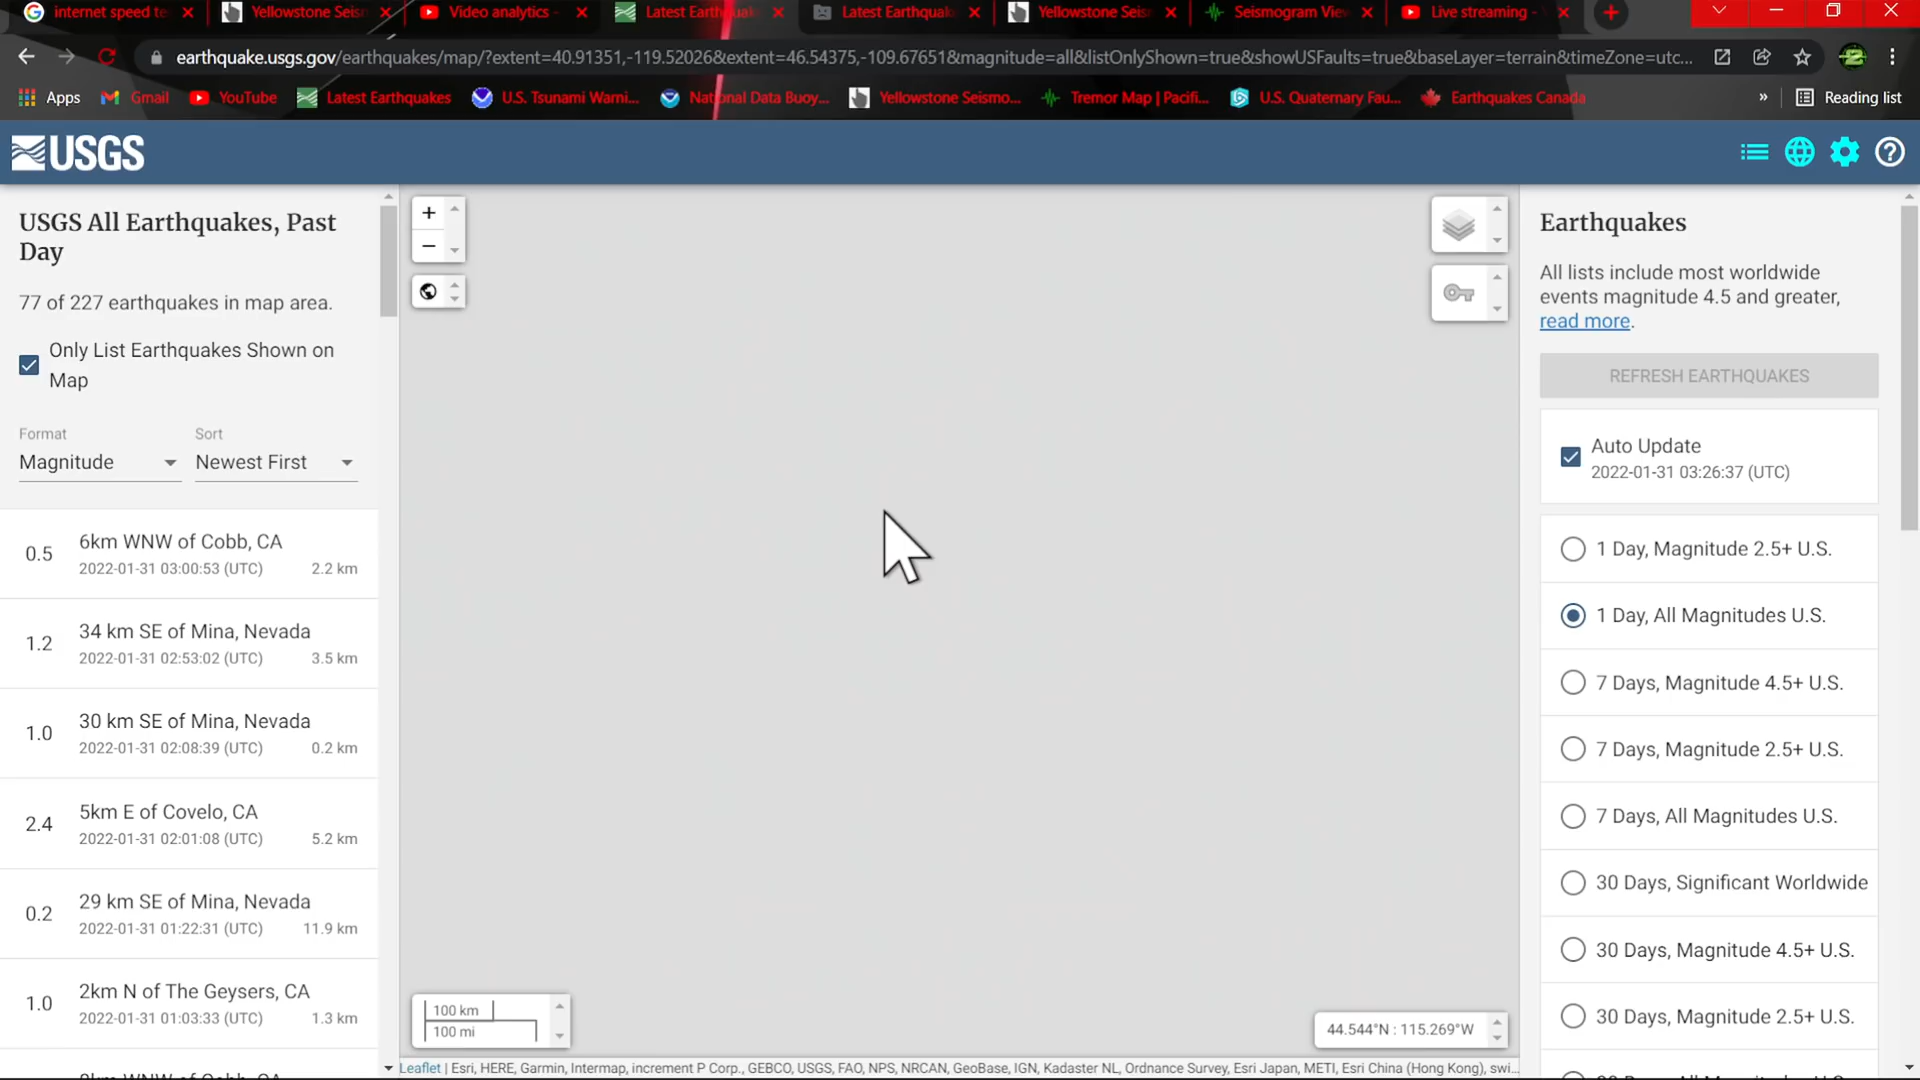 internet speed te
Yellowstone Seisn
Video analytics -
Latest Earthquak
Latest Earthquak
Yellowstone Seis
Seismogram View
Live streaming -
earthquake.usgs.gov/earthquakes/map/?extent=40.91351,-119.52026&extent=46.54375,-109.67651&magnitude=all&listOnlyShown=true&showUSFaults=true&baseLayer=terrain&timeZone=utc...
Apps
Gmail
YouTube
Latest Earthquakes
U.S. Tsunami Warni...
National Data Buoy...
Yellowstone Seismo...
Tremor Map | Pacifi...
U.S. Quaternary Fau...
Earthquakes Canada
»
Reading list
USGS
USGS All Earthquakes, Past
Day
77 of 227 earthquakes in map area.
Only List Earthquakes Shown on
Map
Format
Sort
Magnitude
Newest First
0.5
6km WNW of Cobb, CA
2022-01-31 03:00:53 (UTC) 2.2 km
1.2
34 km SE of Mina, Nevada
2022-01-31 02:53:02 (UTC) 3.5 km
1.0
30 km SE of Mina, Nevada
2022-01-31 02:08:39 (UTC) 0.2 km
2.4
5km E of Covelo, CA
2022-01-31 02:01:08 (UTC) 5.2 km
0.2
29 km SE of Mina, Nevada
2022-01-31 01:22:31 (UTC) 11.9 km
1.0
2km N of The Geysers, CA
2022-01-31 01:03:33 (UTC) 1.3 km
+
−
100 km
100 mi
44.544°N : 115.269°W
Leaflet | Esri, HERE, Garmin, Intermap, increment P Corp., GEBCO, USGS, FAO, NPS, NRCAN, GeoBase, IGN, Kadaster NL, Ordnance Survey, Esri Japan, METI, Esri China (Hong Kong), swi...
Earthquakes
All lists include most worldwide
events magnitude 4.5 and greater,
read more.
REFRESH EARTHQUAKES
Auto Update
2022-01-31 03:26:37 (UTC)
1 Day, Magnitude 2.5+ U.S.
1 Day, All Magnitudes U.S.
7 Days, Magnitude 4.5+ U.S.
7 Days, Magnitude 2.5+ U.S.
7 Days, All Magnitudes U.S.
30 Days, Significant Worldwide
30 Days, Magnitude 4.5+ U.S.
30 Days, Magnitude 2.5+ U.S.